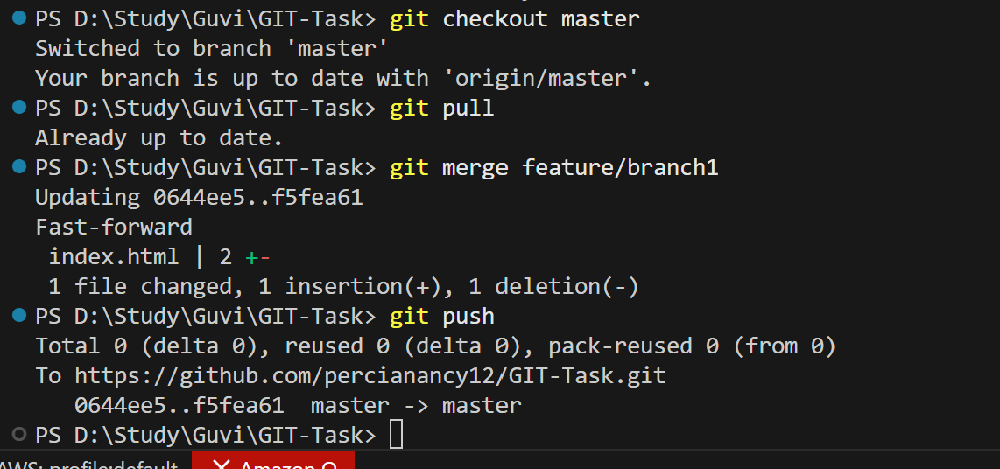 PS D:\Study\Guvi\GIT-Task> git checkout master
Switched to branch 'master'
Your branch is up to date with 'origin/master'.
PS D:\Study\Guvi\GIT-Task> git pull
Already up to date.
PS D:\Study\Guvi\GIT-Task> git merge feature/branch1
Updating 0644ee5..f5fea61
Fast-forward
 index.html | 2 +-
 1 file changed, 1 insertion(+), 1 deletion(-)
PS D:\Study\Guvi\GIT-Task> git push
Total 0 (delta 0), reused 0 (delta 0), pack-reused 0 (from 0)
To https://github.com/percianancy12/GIT-Task.git
   0644ee5..f5fea61  master -> master
PS D:\Study\Guvi\GIT-Task>
AWS: profile:default Amazon Q